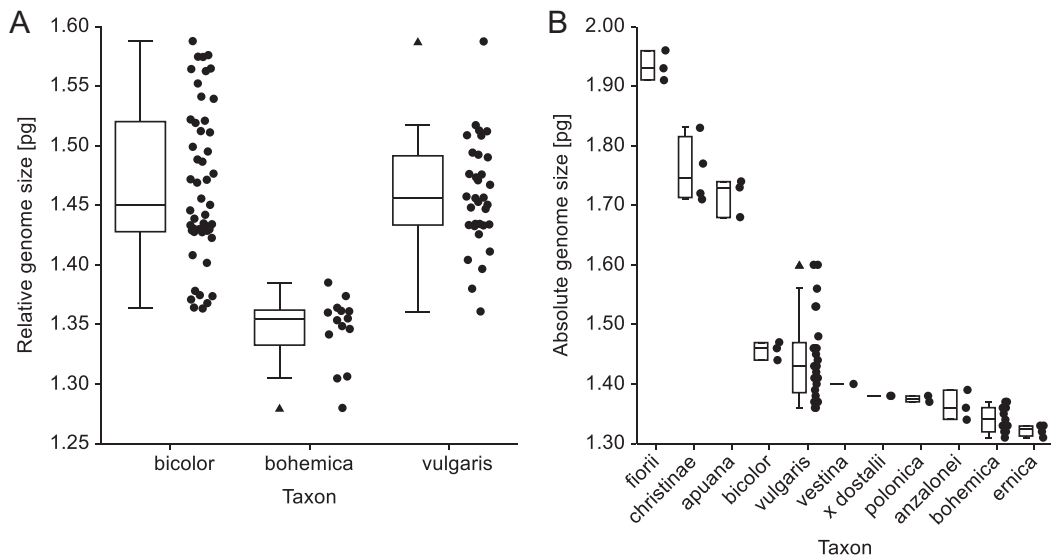 A
Relative genome size [pg]
1.60
1.55
1.50
1.45
1.40
1.35
1.30
1.25
bicolor bohemica vulgaris
Taxon
B
Absolute genome size [pg]
2.00
1.90
1.80
1.70
1.60
1.50
1.40
1.30
fiorii
christinae
apuana
bicolor
vulgaris
vestina
x dostalii
polonica
anzalonei
bohemica
ernica
Taxon